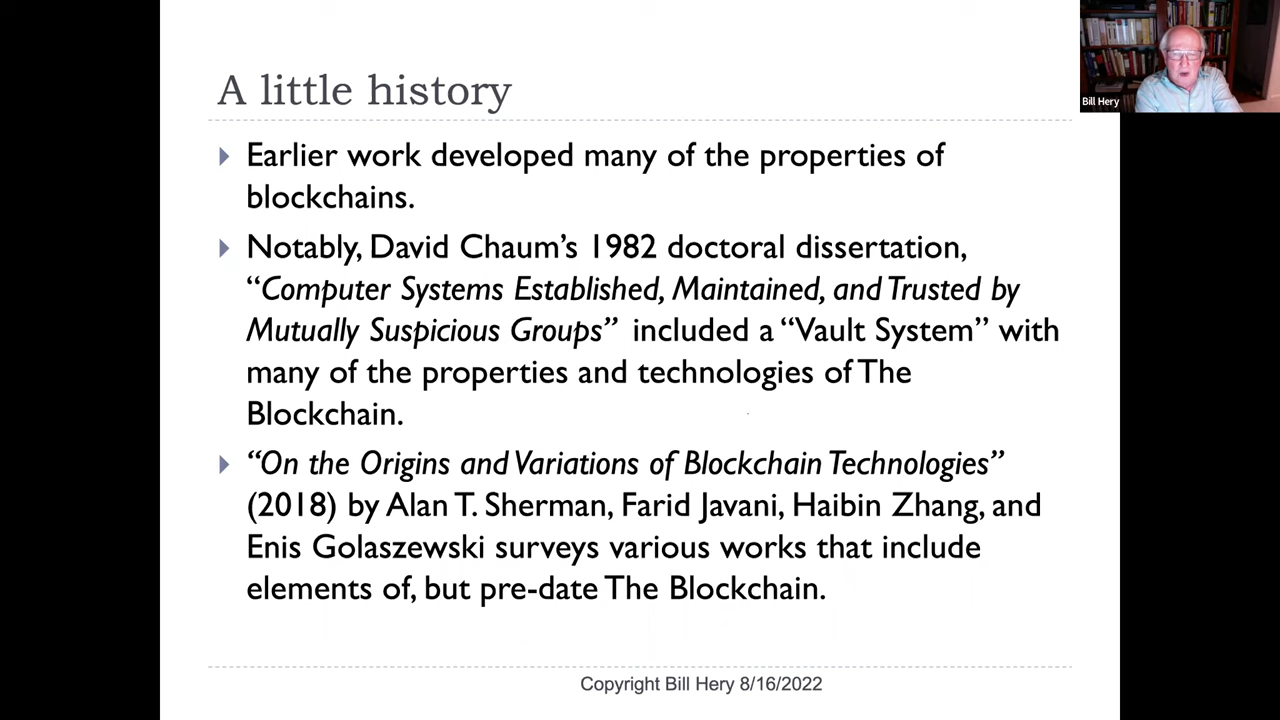 A little history
Earlier work developed many of the properties of
blockchains.
Notably, David Chaum’s 1982 doctoral dissertation,
“Computer Systems Established, Maintained, and Trusted by
Mutually Suspicious Groups” included a “Vault System” with
many of the properties and technologies of The
Blockchain.
“On the Origins and Variations of Blockchain Technologies”
(2018) by Alan T. Sherman, Farid Javani, Haibin Zhang, and
Enis Golaszewski surveys various works that include
elements of, but pre-date The Blockchain.
Copyright Bill Hery 8/16/2022
Bill Hery